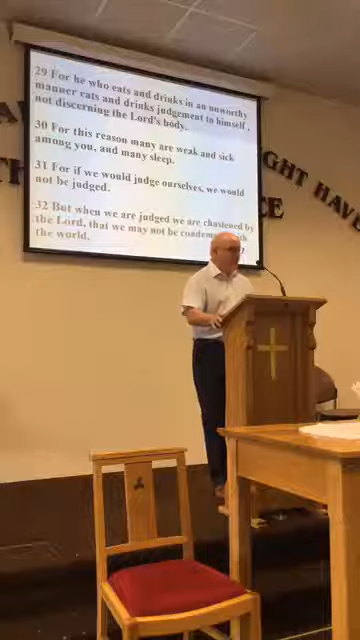 29 For he who eats and drinks in an unworthy
manner eats and drinks judgement to himself ,
not discerning the Lord's body.
30 For this reason many are weak and sick
among you, and many sleep.
31 For if we would judge ourselves, we would
not be judged.
32 But when we are judged we are chastened by
the Lord, that we may not be condemned with
the world.
GHT HAVE
CE